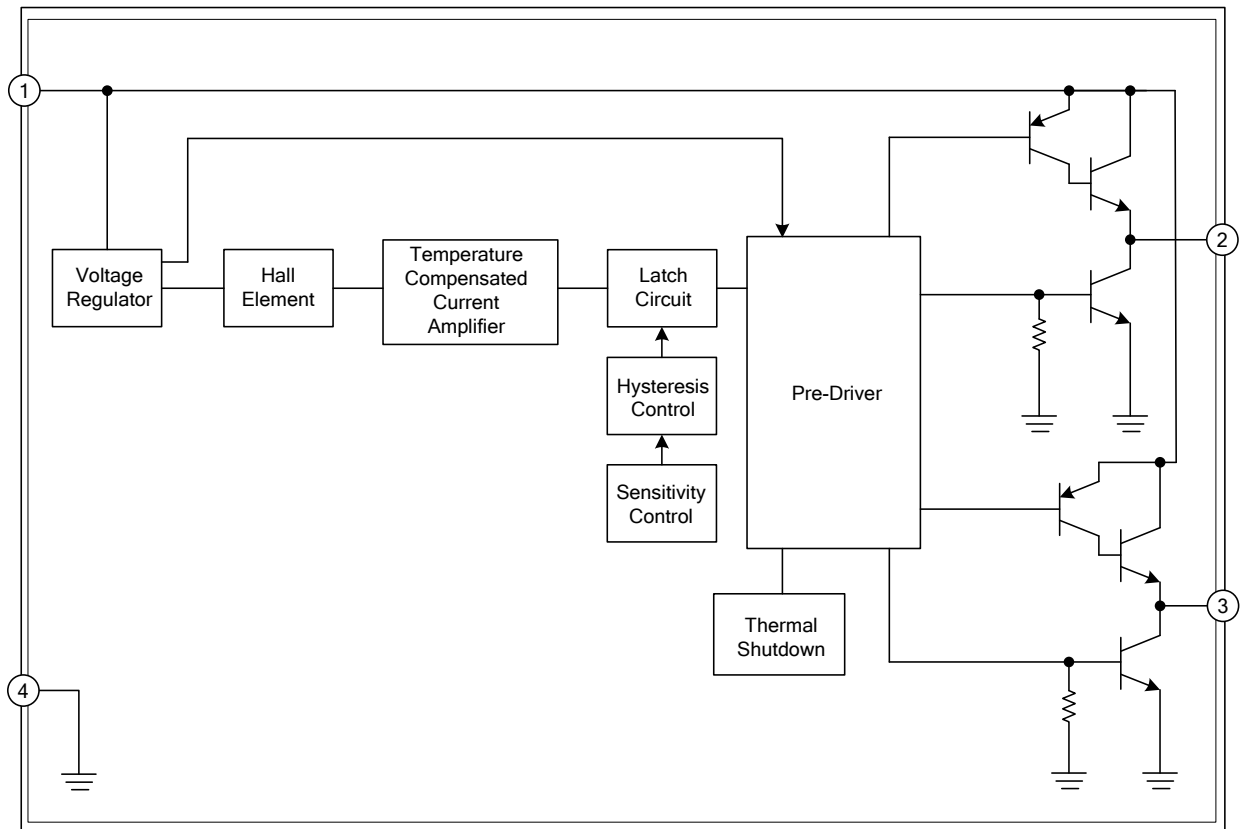 1
2
Voltage
Regulator
Hall
Element
Temperature
Compensated
Current
Amplifier
Latch
Circuit
Hysteresis
Control
Sensitivity
Control
Pre-Driver
Thermal
Shutdown
3
4